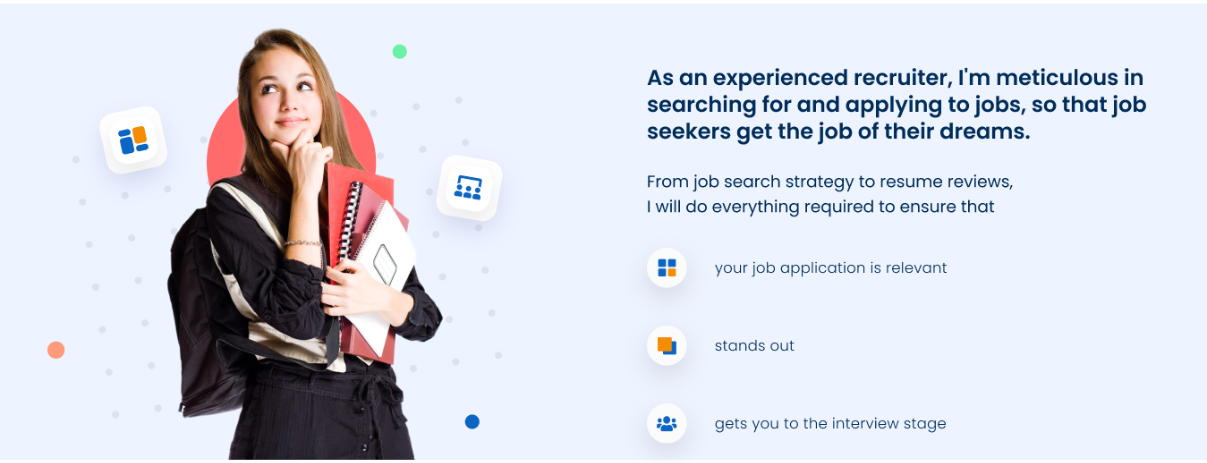 As an experienced recruiter, I'm meticulous in
searching for and applying to jobs, so that job
seekers get the job of their dreams.
From job search strategy to resume reviews,
I will do everything required to ensure that
your job application is relevant
stands out
gets you to the interview stage